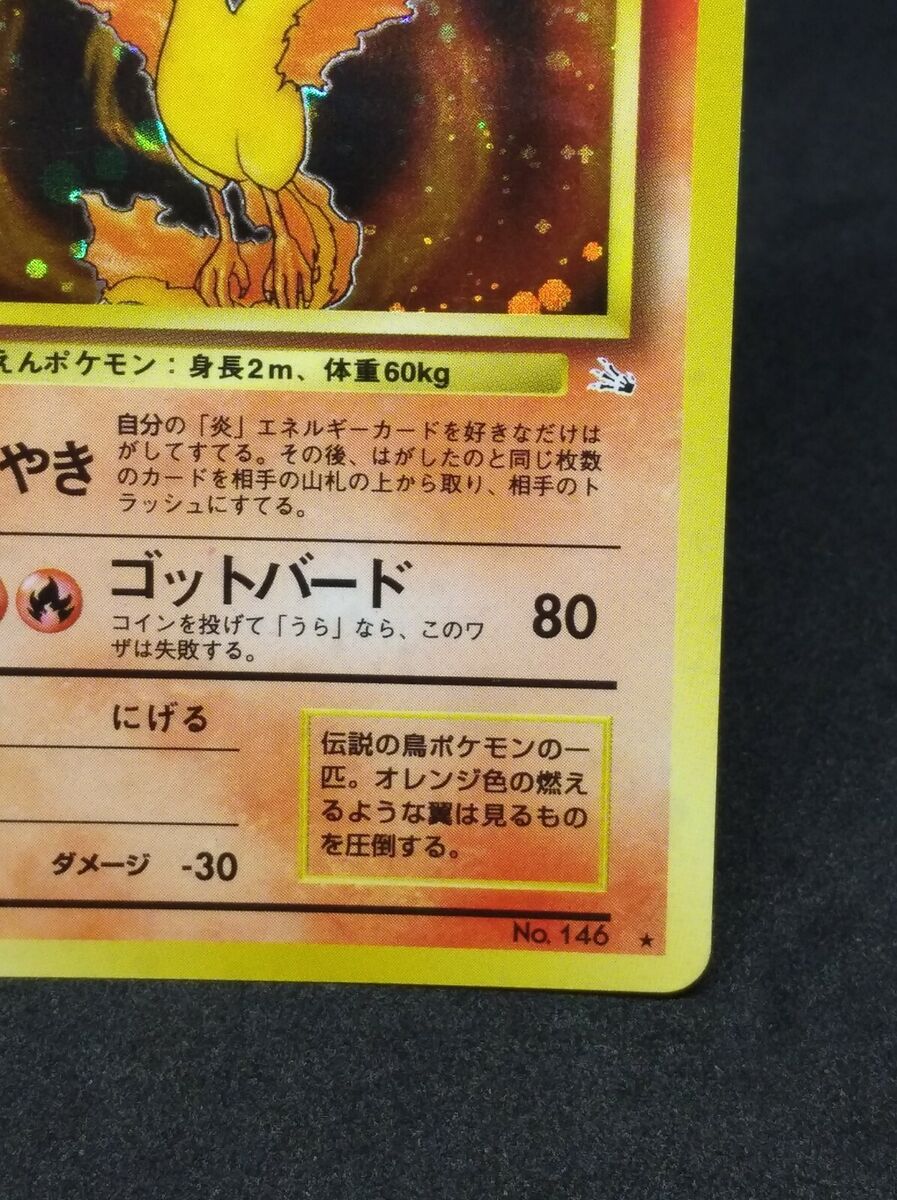 えんポケモン：身長2m、体重60kg
やき
自分の「炎」エネルギーカードを好きなだけは
がしてすてる。その後、はがしたのと同じ枚数
のカードを相手の山札の上から取り、相手のト
ラッシュにすてる。
ゴットバード
80
コインを投げて「うら」なら、このワ
ザは失敗する。
にげる
伝説の鳥ポケモンの一
匹。オレンジ色の燃え
るような翼は見るもの
を圧倒する。
ダメージ -30
No. 146 ★